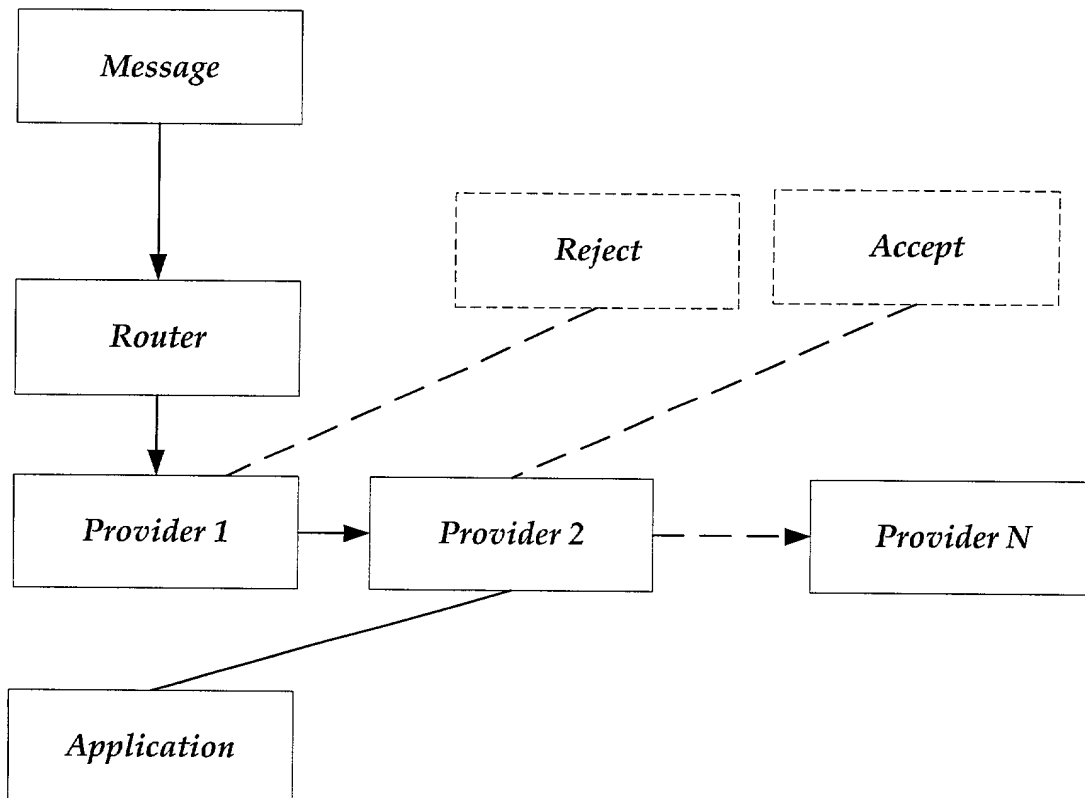 Message
Reject
Accept
Router
Provider 1
Provider 2
Provider N
Application